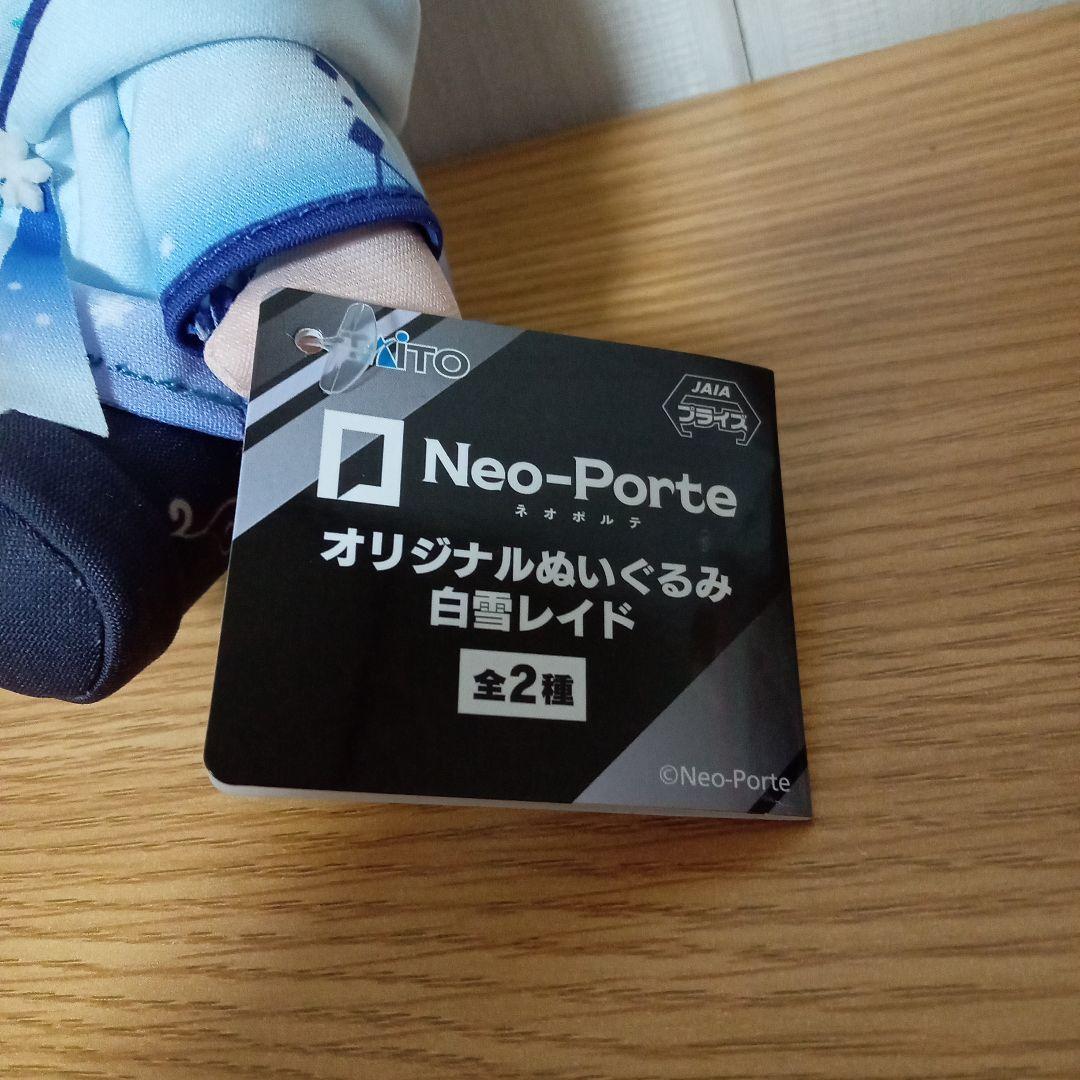 TAITO
JAIA
プライズ
Neo-Porte
ネオポルテ
オリジナルぬいぐるみ
白雪レイド
全2種
©Neo-Porte